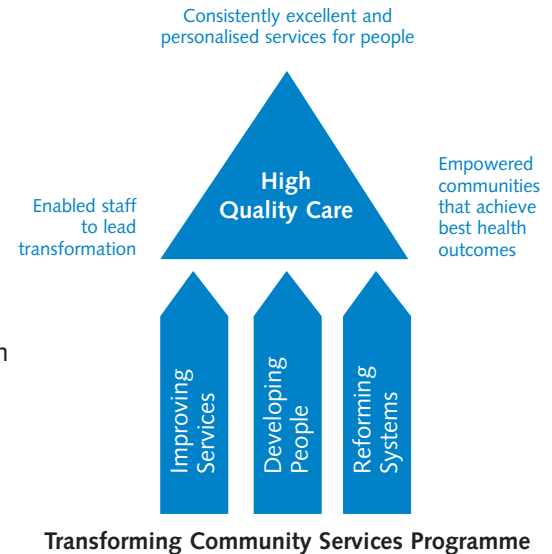 Consistently excellent and
personalised services for people
High
Quality Care
Enabled staff
to lead
transformation
Empowered
communities
that achieve
best health
outcomes
Improving
Services
Developing
People
Reforming
Systems
Transforming Community Services Programme